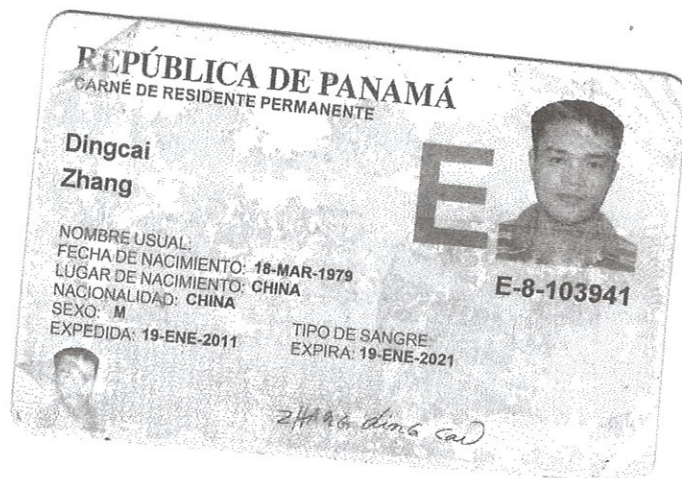 REPÚBLICA DE PANAMÁ
CARNÉ DE RESIDENTE PERMANENTE
Dingcai
Zhang
E
NOMBRE USUAL:
FECHA DE NACIMIENTO: 18-MAR-1979
LUGAR DE NACIMIENTO: CHINA
NACIONALIDAD: CHINA
SEXO: M
EXPEDIDA: 19-ENE-2011
TIPO DE SANGRE:
EXPIRA: 19-ENE-2021
E-8-103941
ZHANG ding cai